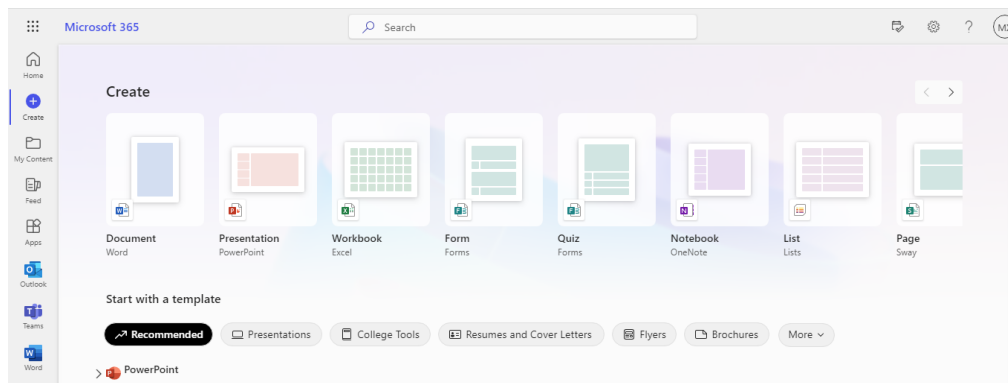 Microsoft 365
Search
Home
Create
My Content
Feed
Apps
Outlook
Teams
Word
Create
Document
Word
Presentation
PowerPoint
Workbook
Excel
Form
Forms
Quiz
Forms
Notebook
OneNote
List
Lists
Page
Sway
Start with a template
Recommended
Presentations
College Tools
Resumes and Cover Letters
Flyers
Brochures
More
PowerPoint